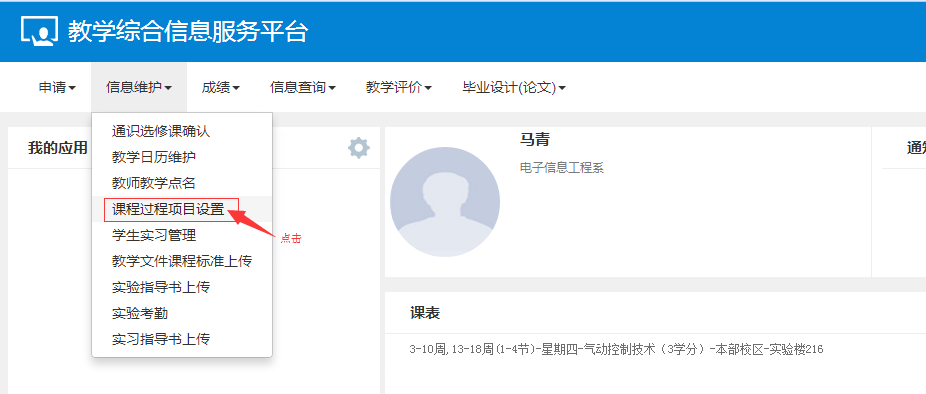 教学综合信息服务平台
申请 信息维护 成绩 信息查询 教学评价 毕业设计(论文)
通识选修课确认
教学日历维护
教师教学点名
课程过程项目设置
学生实习管理
教学文件课程标准上传
实验指导书上传
实验考勤
实习指导书上传
点击
我的应用
马青
电子信息工程系
通知
课表
3-10周,13-18周(1-4节)-星期四-气动控制技术（3学分）-本部校区-实验楼216